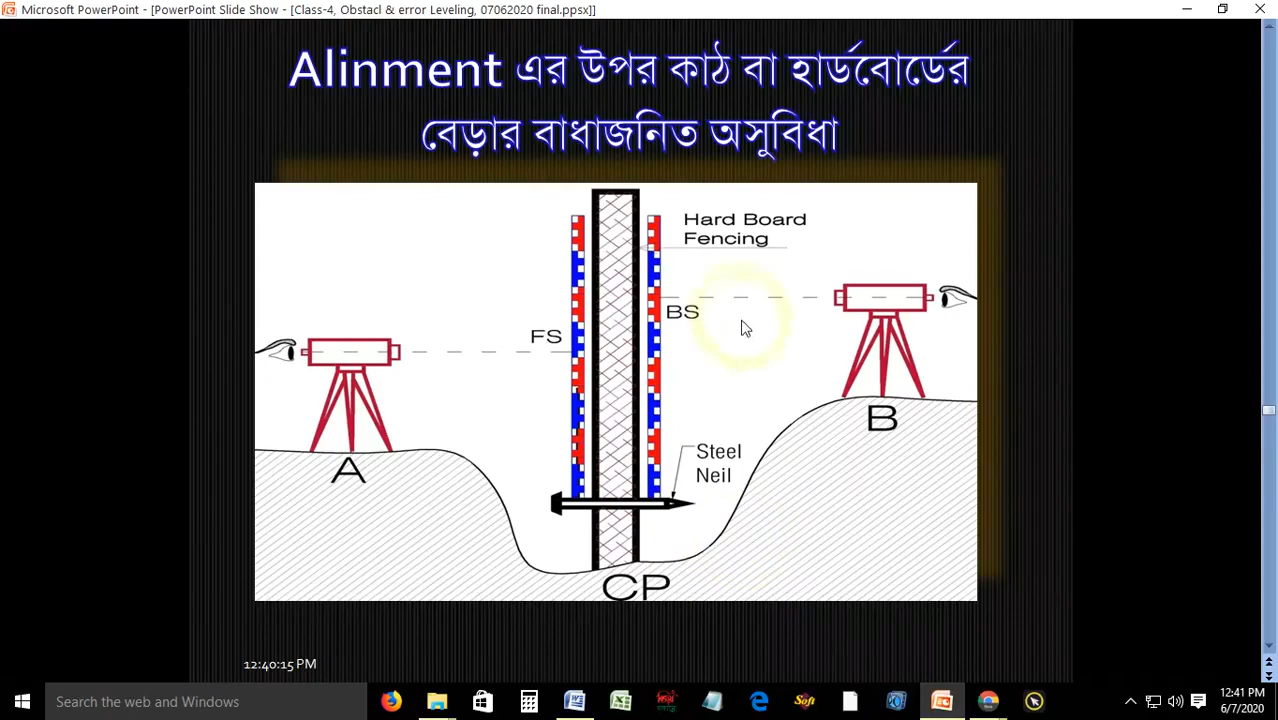 Microsoft PowerPoint - [PowerPoint Slide Show - [Class-4, Obstacl & error Leveling, 07062020 final.ppsx]]
Alinment এর উপর কাঠ বা হার্ডবোর্ডের
বেড়ার বাধাজনিত অসুবিধা
Hard Board
Fencing
BS
FS
B
A
Steel
Neil
CP
12:40:15 PM
Search the web and Windows
Soft
12:41 PM
6/7/2020